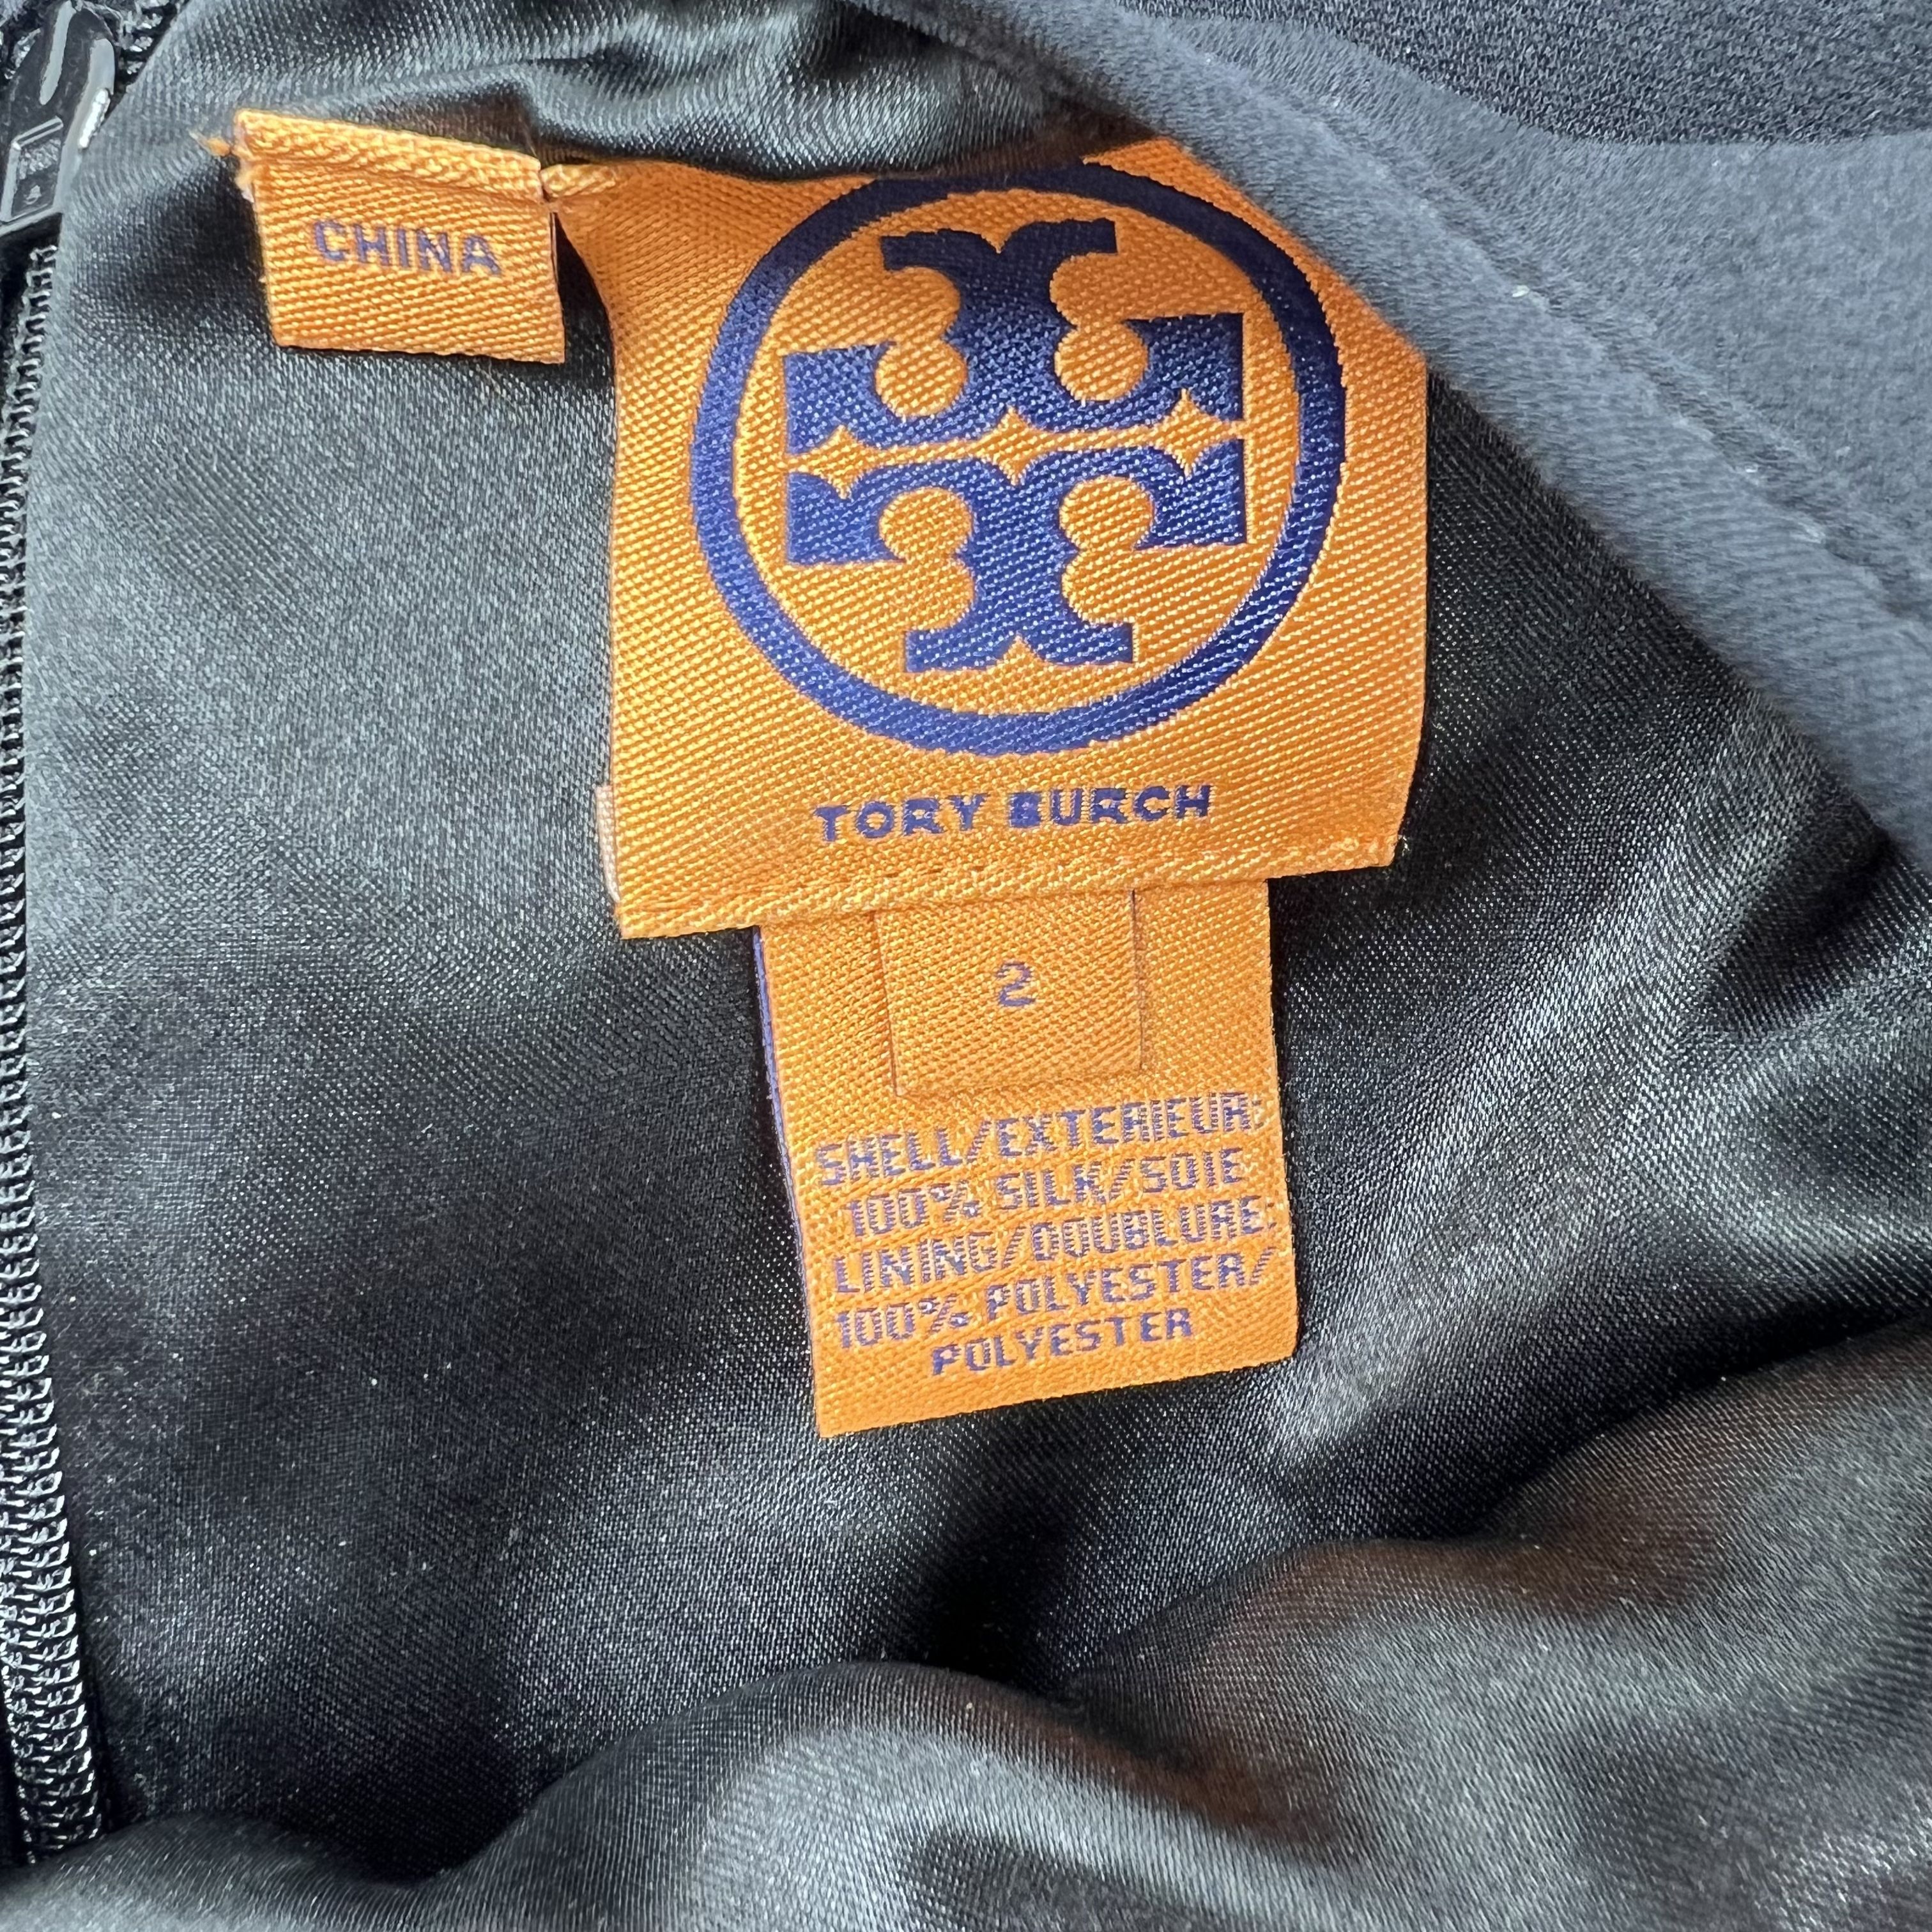 CHINA
TORY BURCH
2
SHELL/EXTERIEUR:
100% SILK/SOIE
LINING/DOUBLURE:
100% POLYESTER/
POLYESTER